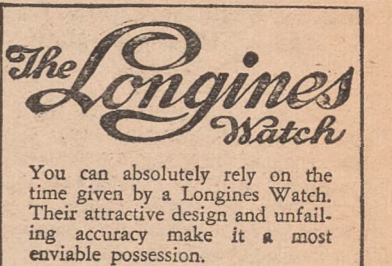 The Longines
Watch
You can absolutely rely on the
time given by a Longines Watch.
Their attractive design and unfail-
ing accuracy make it a most
enviable possession.